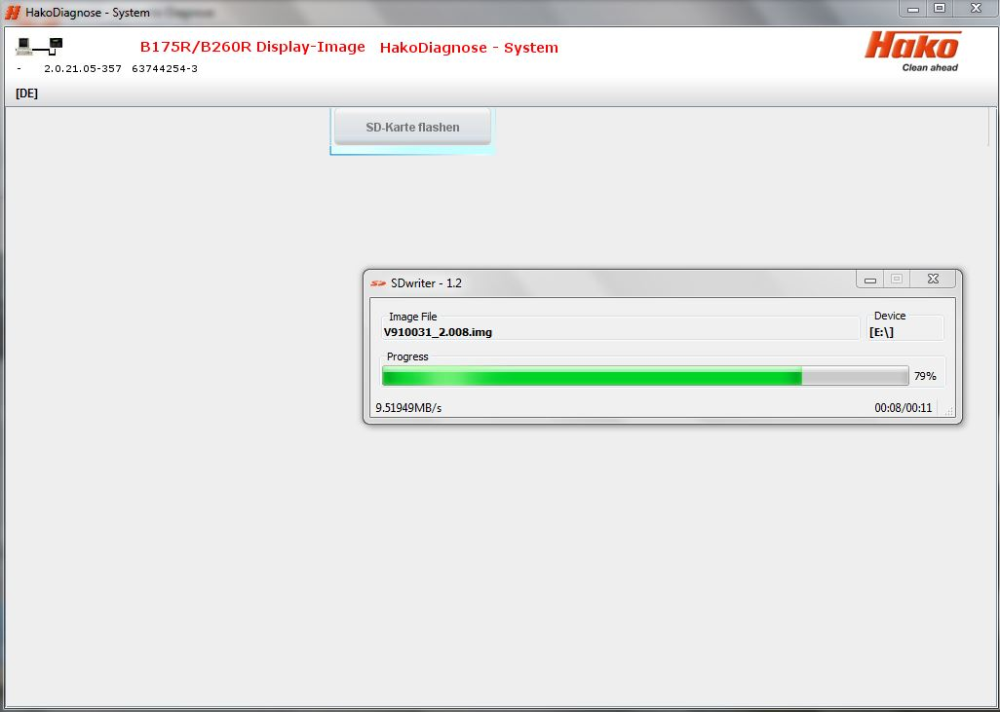 HakoDiagnose - System
B175R/B260R Display-Image HakoDiagnose - System
Hako
Clean ahead
- 2.0.21.05-357 63744254-3
[DE]
SD-Karte flashen
SDwriter - 1.2
Image File
Device
V910031_2.008.img
[E:\]
Progress
79%
9.51949MB/s
00:08/00:11